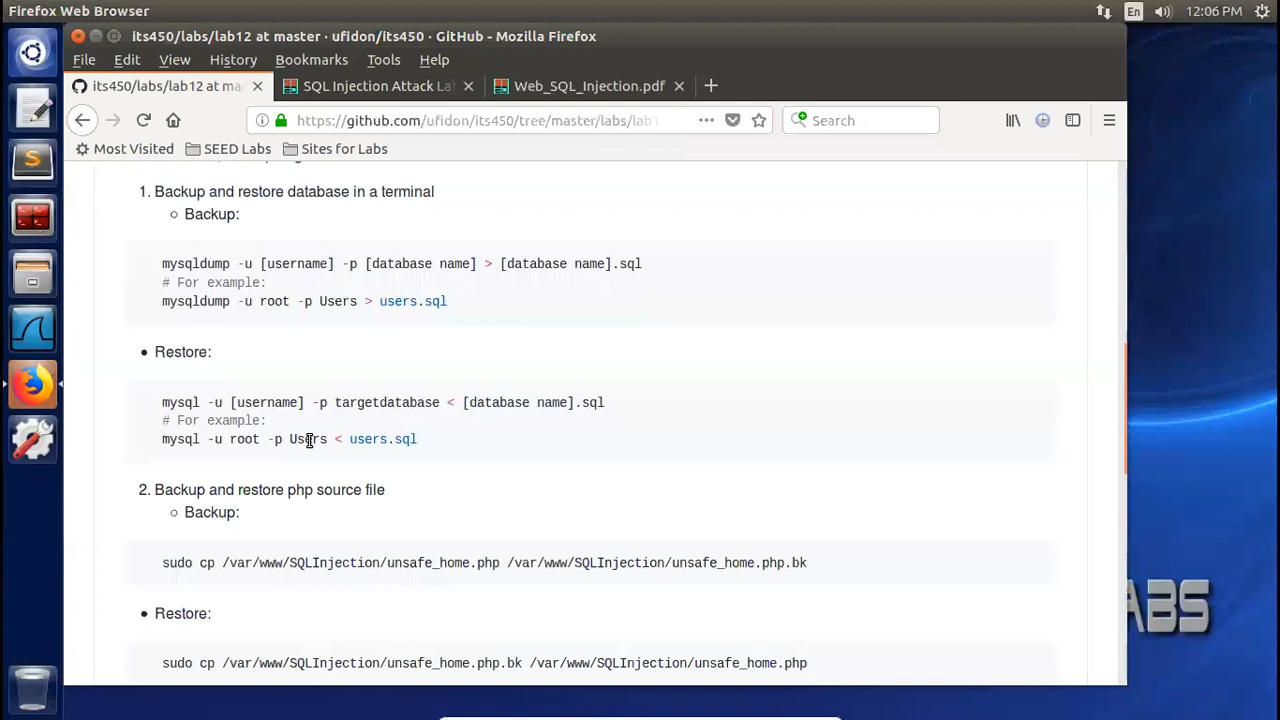 Firefox Web Browser
En
12:06 PM
its450/labs/lab12 at master · ufidon/its450 · GitHub - Mozilla Firefox
File Edit View History Bookmarks Tools Help
its450/labs/lab12 at ma
SQL Injection Attack La
Web_SQL_Injection.pdf
https://github.com/ufidon/its450/tree/master/labs/lab1
Search
Most Visited
SEED Labs
Sites for Labs
1. Backup and restore database in a terminal
Backup:
mysqldump -u [username] -p [database name] > [database name].sql
# For example:
mysqldump -u root -p Users > users.sql
Restore:
mysql -u [username] -p targetdatabase < [database name].sql
# For example:
mysql -u root -p Users < users.sql
2. Backup and restore php source file
Backup:
sudo cp /var/www/SQLInjection/unsafe_home.php /var/www/SQLInjection/unsafe_home.php.bk
Restore:
sudo cp /var/www/SQLInjection/unsafe_home.php.bk /var/www/SQLInjection/unsafe_home.php
ABS